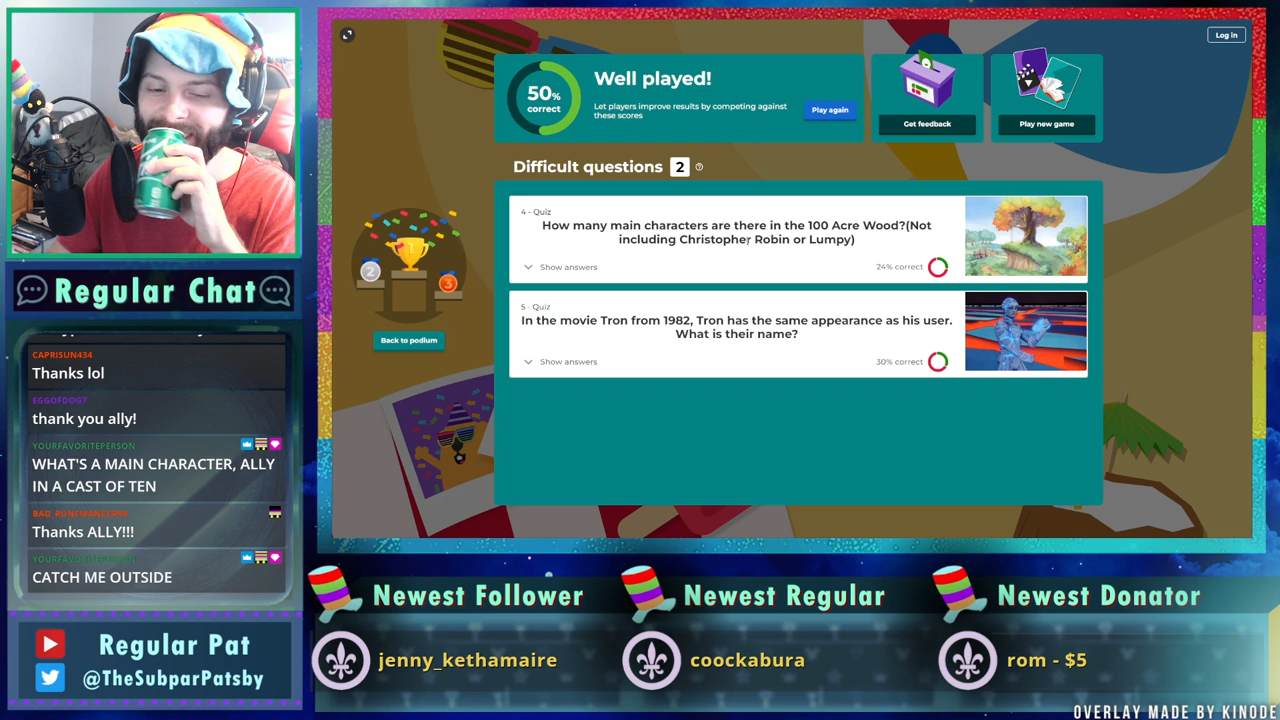 Log in
50%
correct
Well played!
Let players improve results by competing against
these scores
Play again
Get feedback
Play new game
Difficult questions 2
4 - Quiz
How many main characters are there in the 100 Acre Wood?(Not
including Christopher Robin or Lumpy)
Show answers
24% correct
5 - Quiz
In the movie Tron from 1982, Tron has the same appearance as his user.
What is their name?
Show answers
30% correct
1
2
3
Back to podium
Regular Chat
CAPRISUN434
Thanks lol
thank you ally!
YOURFAVORITEPERSON
WHAT'S A MAIN CHARACTER, ALLY
IN A CAST OF TEN
Thanks ALLY!!!
YOURFAVORITEPERSON
CATCH ME OUTSIDE
Regular Pat
@TheSubparPatsby
Newest Follower
jenny_kethamaire
Newest Regular
coockabura
Newest Donator
rom - $5
OVERLAY MADE BY KINODE